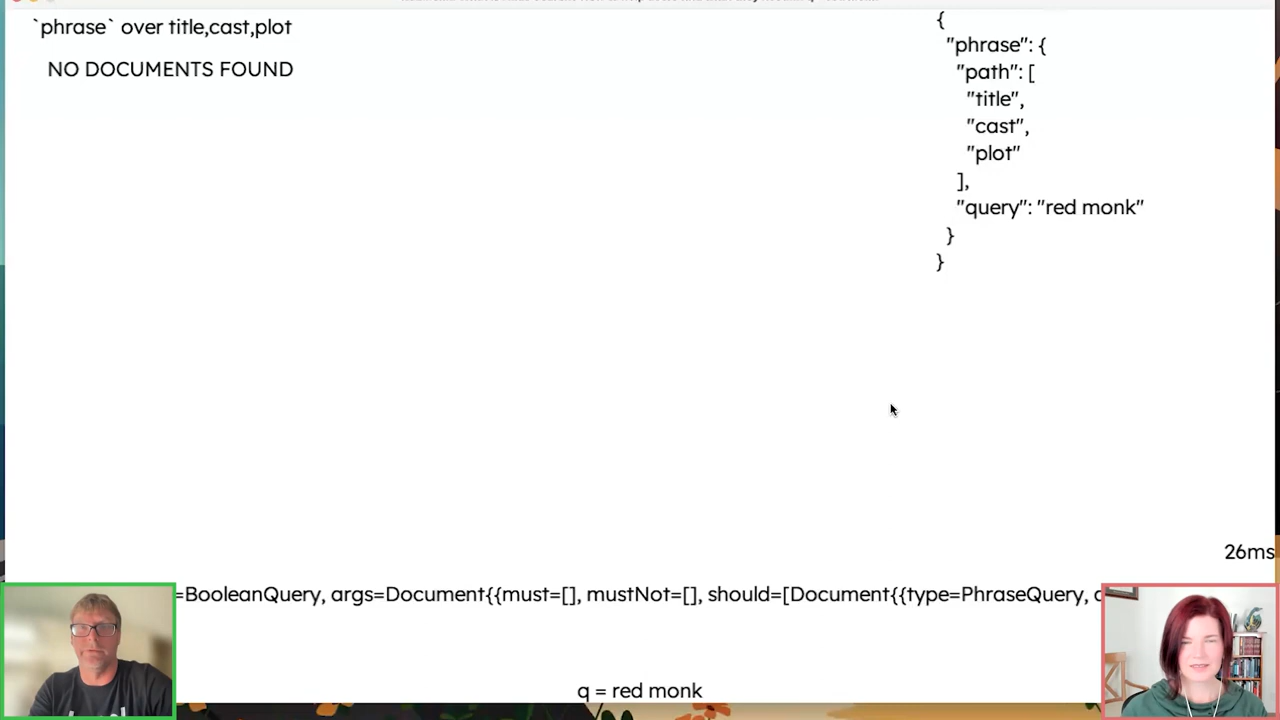 `phrase` over title,cast,plot
NO DOCUMENTS FOUND
{
"phrase": {
"path": [
"title",
"cast",
"plot"
],
"query": "red monk"
}
}
26ms
=BooleanQuery, args=Document{{must=[], mustNot=[], should=[Document{{type=PhraseQuery,
q = red monk